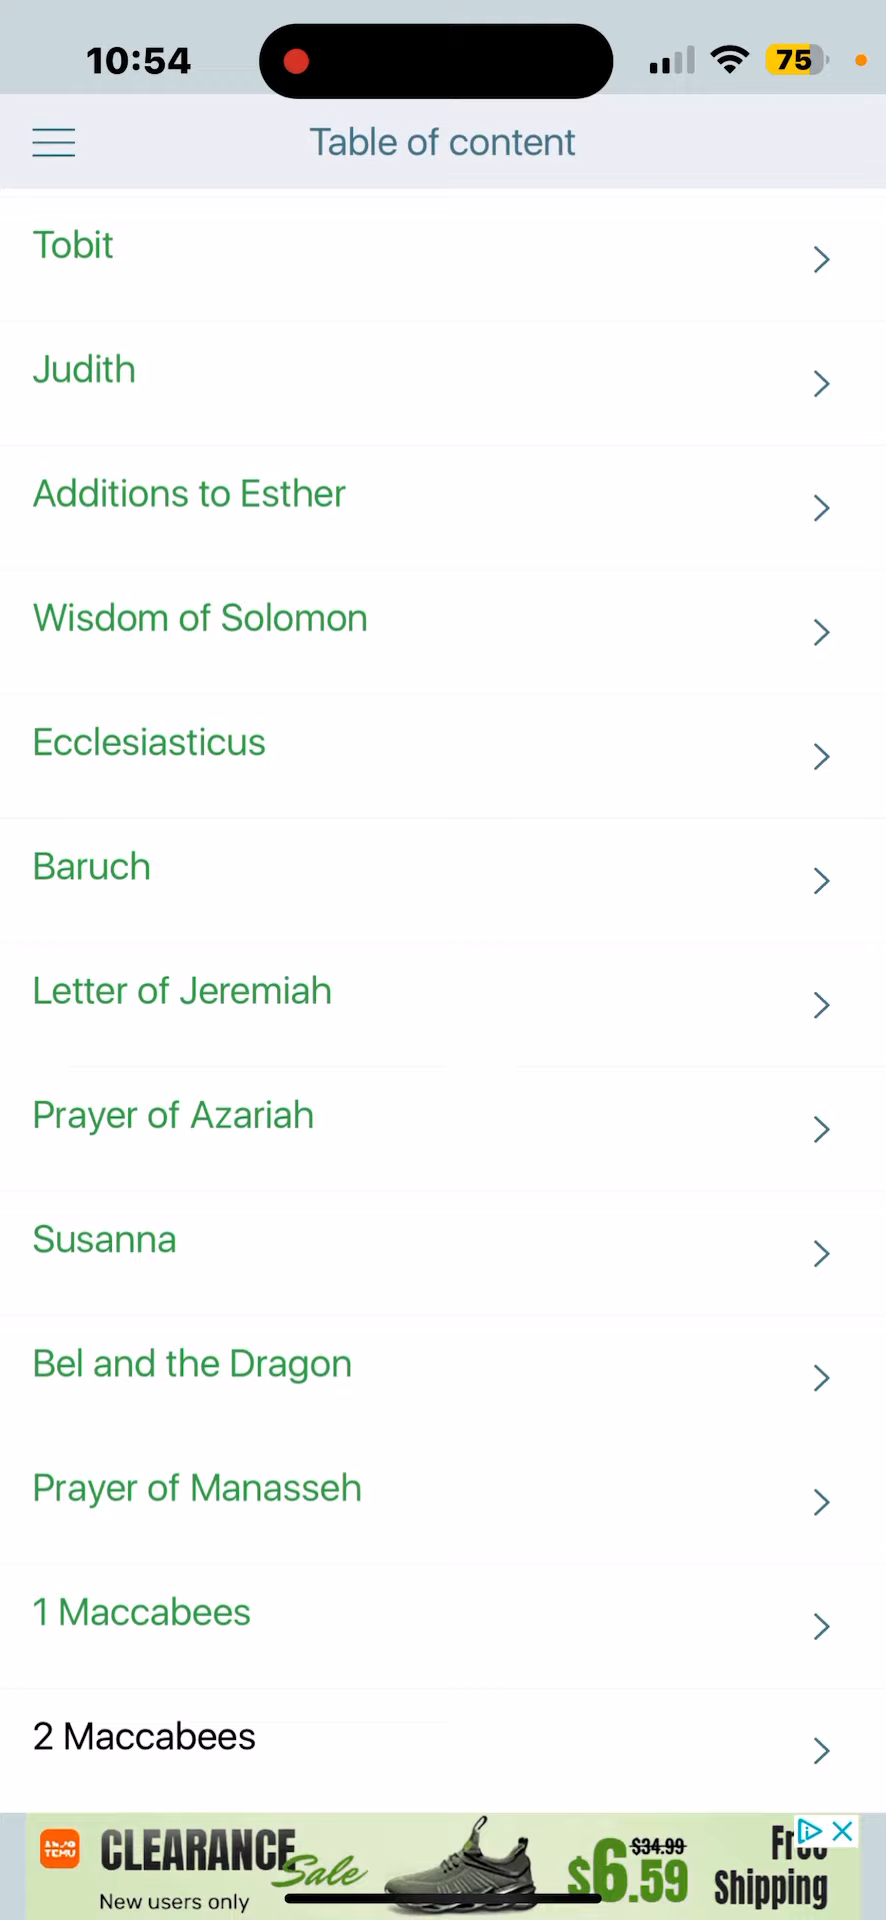 10:54
75
Table of content
Tobit
Judith
Additions to Esther
Wisdom of Solomon
Ecclesiasticus
Baruch
Letter of Jeremiah
Prayer of Azariah
Susanna
Bel and the Dragon
Prayer of Manasseh
1 Maccabees
2 Maccabees
TEMU
CLEARANCE
Sale
New users only
$34.99
$6.59
Shipping